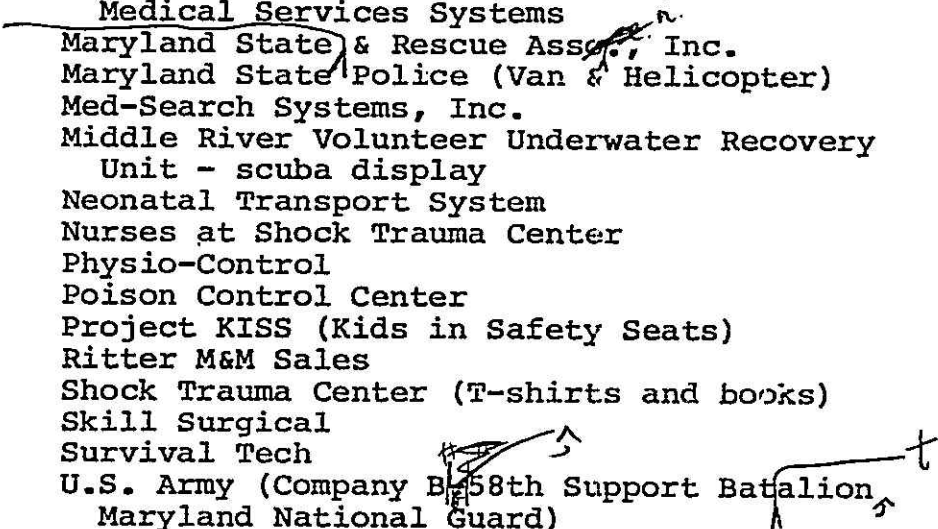 Medical Services Systems
Maryland State & Rescue Assoc., Inc.
Maryland State Police (Van & Helicopter)
Med-Search Systems, Inc.
Middle River Volunteer Underwater Recovery
Unit - scuba display
Neonatal Transport System
Nurses at Shock Trauma Center
Physio-Control
Poison Control Center
Project KISS (Kids in Safety Seats)
Ritter M&M Sales
Shock Trauma Center (T-shirts and books)
Skill Surgical
Survival Tech
U.S. Army (Company B 58th Support Batalion t
Maryland National Guard)